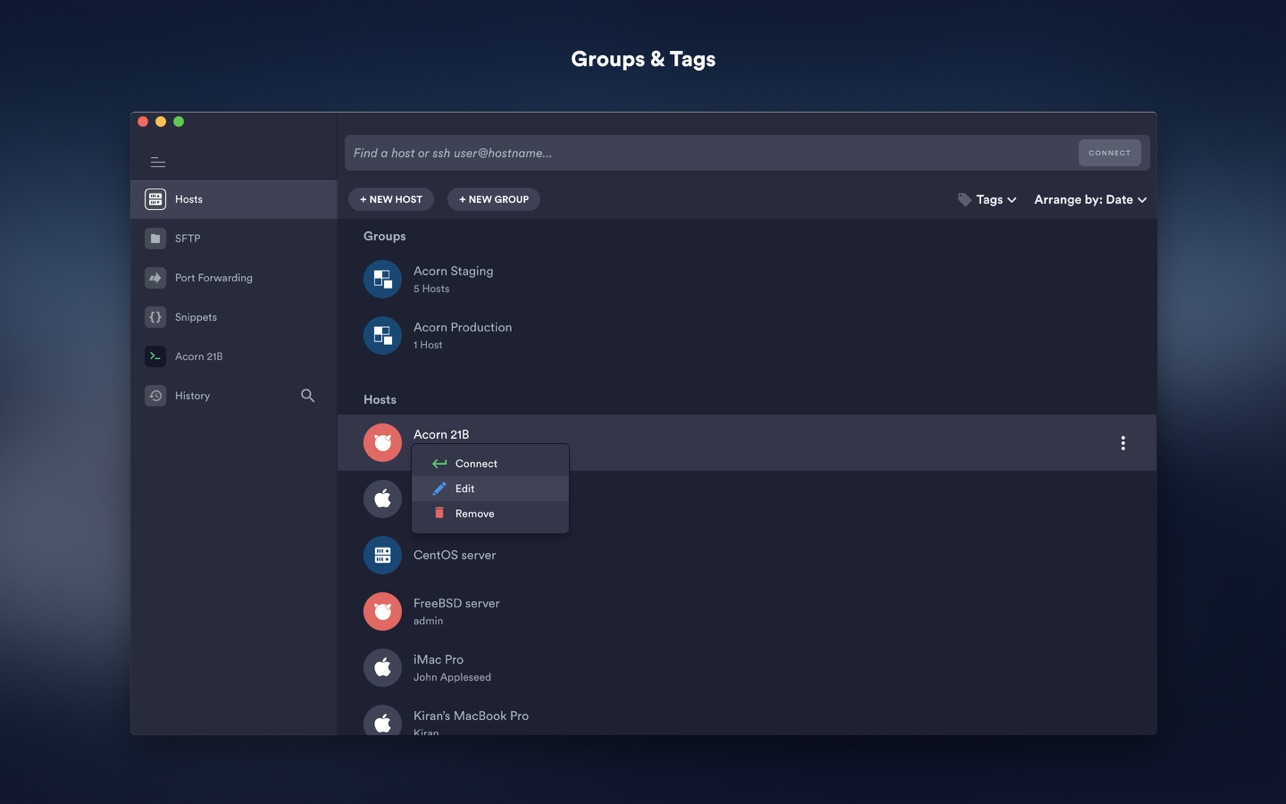 Groups & Tags
Find a host or ssh user@hostname...
CONNECT
Hosts
SFTP
Port Forwarding
Snippets
Acorn 21B
History
+ NEW HOST
+ NEW GROUP
Tags
Arrange by: Date
Groups
Acorn Staging
5 Hosts
Acorn Production
1 Host
Hosts
Acorn 21B
Connect
Edit
Remove
CentOS server
FreeBSD server
admin
iMac Pro
John Appleseed
Kiran's MacBook Pro
Kiran